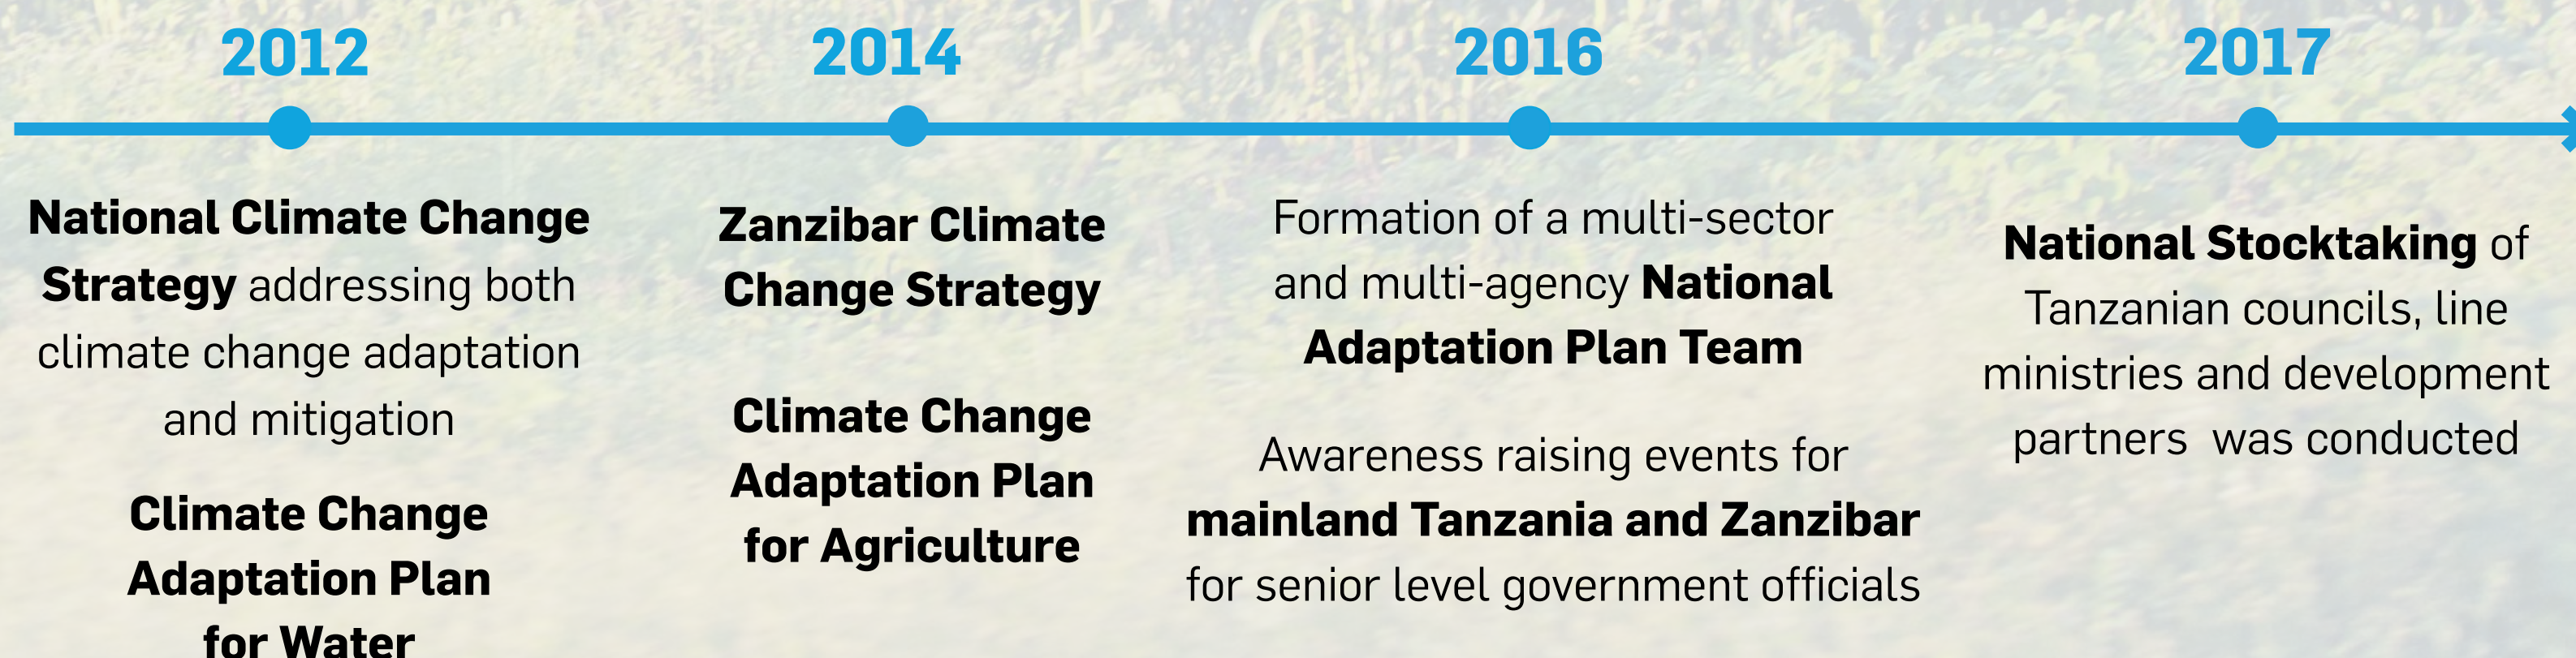 2012
National Climate Change
Strategy addressing both
climate change adaptation
and mitigation
Climate Change
Adaptation Plan
for Water
2014
Zanzibar Climate
Change Strategy
Climate Change
Adaptation Plan
for Agriculture
2016
Formation of a multi-sector
and multi-agency National
Adaptation Plan Team
Awareness raising events for
mainland Tanzania and Zanzibar
for senior level government officials
2017
National Stocktaking of
Tanzanian councils, line
ministries and development
partners  was conducted